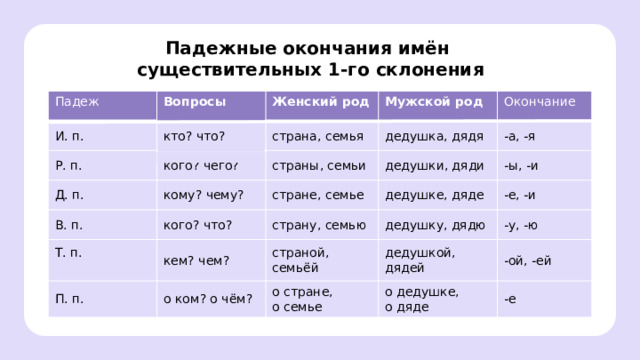 Падежные окончания имён
существительных 1-го склонения
Падеж Вопросы Женский род Мужской род Окончание
И. п. кто? что? страна, семья дедушка, дядя -а, -я
Р. п. кого? чего? страны, семьи дедушки, дяди -ы, -и
Д. п. кому? чему? стране, семье дедушке, дяде -е, -и
В. п. кого? что? страну, семью дедушку, дядю -у, -ю
Т. п. кем? чем? страной, семьёй дедушкой, дядей -ой, -ей
П. п. о ком? о чём? о стране, о семье о дедушке, о дяде -е